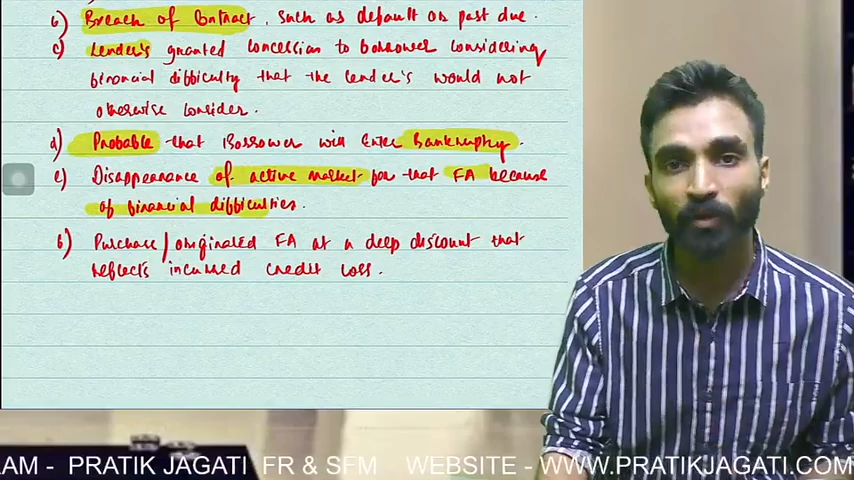 b) Breach of Contract, such as default or past due.
c) Lender's granted concession to borrower considering
financial difficulty that the lender's would not
otherwise consider.
d) Probable that Borrower will Enter Bankruptcy.
e) Disappearance of active market for that FA because
of financial difficulties.
f) Purchase/originated FA at a deep discount that
reflects incurred credit loss.
AM - PRATIK JAGATI FR & SFM WEBSITE - WWW.PRATIKJAGATI.COM